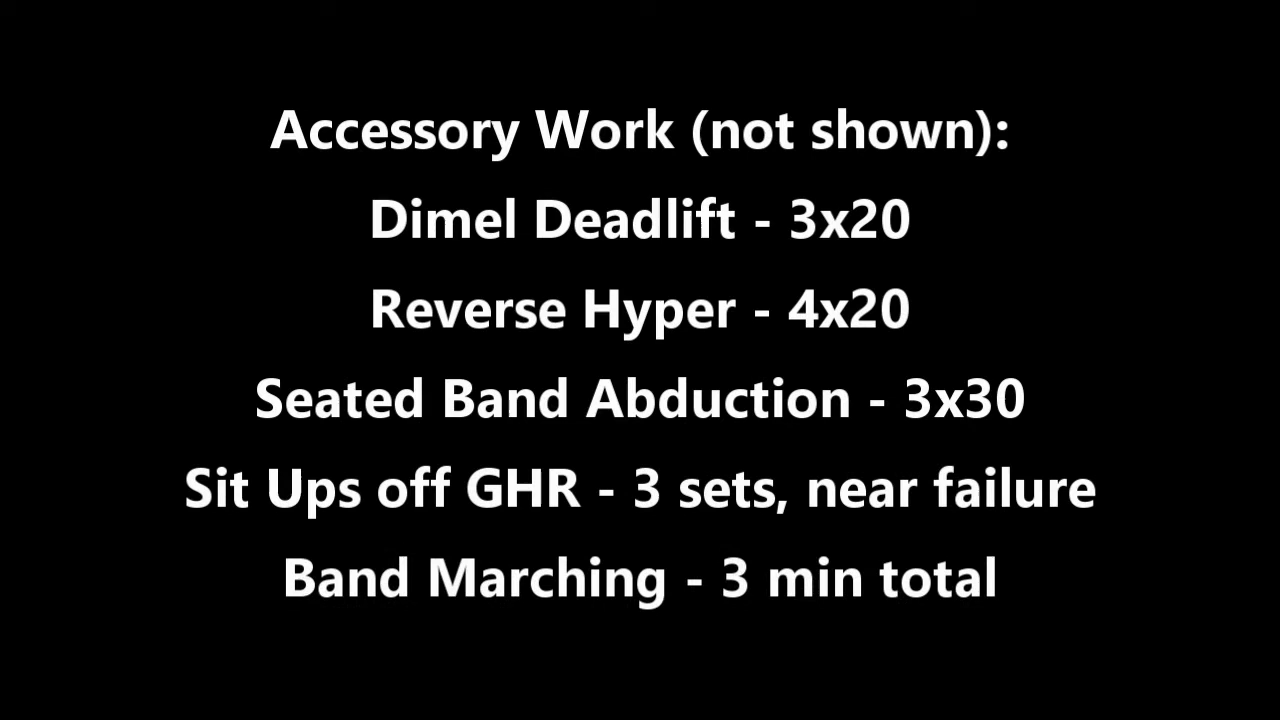 Accessory Work (not shown):
Dimel Deadlift - 3x20
Reverse Hyper - 4x20
Seated Band Abduction - 3x30
Sit Ups off GHR - 3 sets, near failure
Band Marching - 3 min total